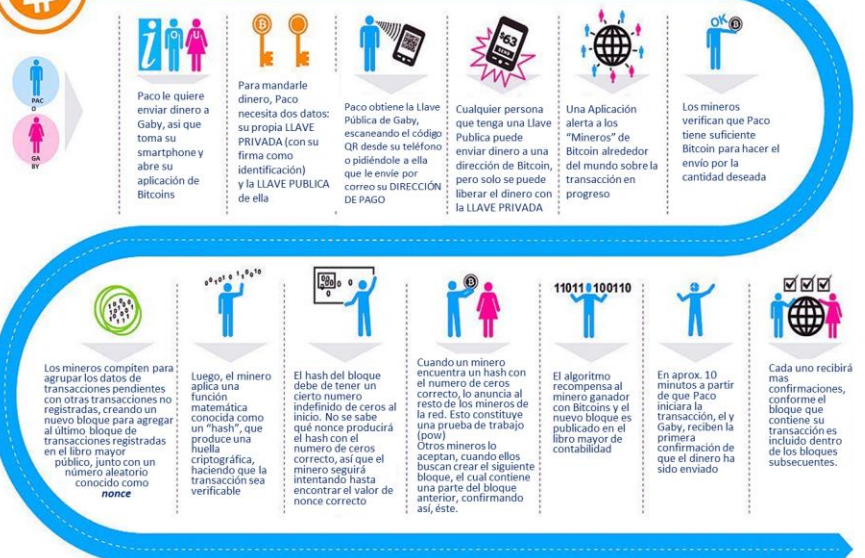 PAC
O
GA
BY
Paco le quiere
enviar dinero a
Gaby, asi que
toma su
smartphone y
abre su
aplicación de
Bitcoins
Para mandarle
dinero, Paco
necesita dos datos:
su propia LLAVE
PRIVADA (con su
firma como
identificación)
y la LLAVE PUBLICA
de ella
Paco obtiene la Llave
Pública de Gaby,
escaneando el código
QR desde su teléfono
o pidiéndole a ella
que le envíe por
correo su DIRECCIÓN
DE PAGO
$63
SEND
Cualquier persona
que tenga una Llave
Publica puede
enviar dinero a una
dirección de Bitcoin,
pero solo se puede
liberar el dinero con
la LLAVE PRIVADA
Una Aplicación
alerta a los
"Mineros" de
Bitcoin alrededor
del mundo sobre la
transacción en
progreso
OK
Los mineros
verifican que Paco
tiene suficiente
Bitcoin para hacer el
envío por la
cantidad deseada
Los mineros compiten para
agrupar los datos de
transacciones pendientes
con otras transacciones no
registradas, creando un
nuevo bloque para agregar
al último bloque de
transacciones registradas
en el libro mayor
público, junto con un
número aleatorio
conocido como
nonce
Luego, el minero
aplica una
función
matemática
conocida como
un "hash", que
produce una
huella
criptográfica,
haciendo que la
transacción sea
verificable
El hash del bloque
debe de tener un
cierto numero
indefinido de ceros al
inicio. No se sabe
qué nonce producirá
el hash con el
numero de ceros
correcto, así que el
minero seguirá
intentando hasta
encontrar el valor de
nonce correcto
Cuando un minero
encuentra un hash con
el numero de ceros
correcto, lo anuncia al
resto de los mineros de
la red. Esto constituye
una prueba de trabajo
(pow)
Otros mineros lo
aceptan, cuando ellos
buscan crear el siguiente
bloque, el cual contiene
una parte del bloque
anterior, confirmando
así, éste.
11011 100110
El algoritmo
recompensa al
minero ganador
con Bitcoins y el
nuevo bloque es
publicado en el
libro mayor de
contabilidad
En aprox. 10
minutos a partir
de que Paco
iniciara la
transacción, el y
Gaby, reciben la
primera
confirmación de
que el dinero ha
sido enviado
Cada uno recibirá
mas
confirmaciones,
conforme el
bloque que
contiene su
transacción es
incluido dentro
de los bloques
subsecuentes.